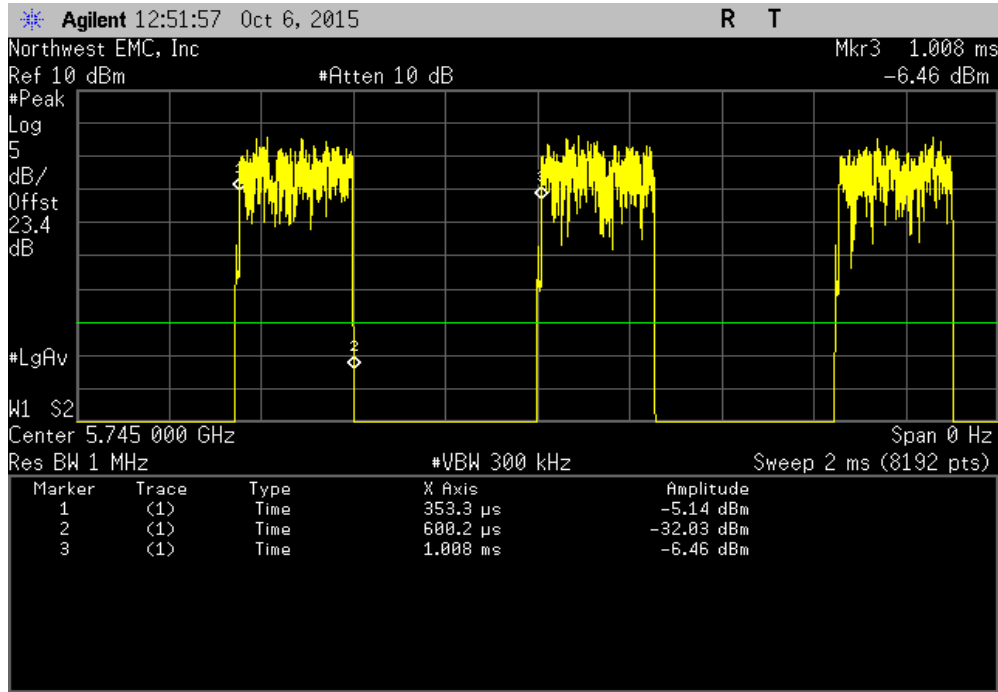 Agilent 12:51:57 Oct 6, 2015 R T
Northwest EMC, Inc Mkr3 1.008 ms
Ref 10 dBm #Atten 10 dB -6.46 dBm
#Peak
Log
5
dB/
Offst
23.4
dB
1
3
2
#LgAv
W1 S2
Center 5.745 000 GHz Span 0 Hz
Res BW 1 MHz #VBW 300 kHz Sweep 2 ms (8192 pts)
Marker Trace Type X Axis Amplitude
1 (1) Time 353.3 µs -5.14 dBm
2 (1) Time 600.2 µs -32.03 dBm
3 (1) Time 1.008 ms -6.46 dBm